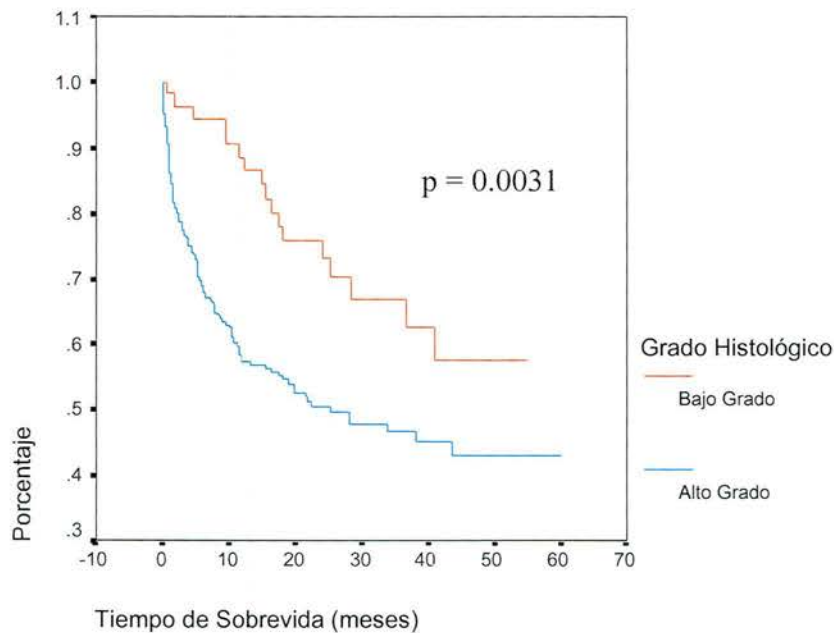 1.1
1.0
.9
.8
.7
.6
.5
.4
.3
Porcentaje
p = 0.0031
-10 0 10 20 30 40 50 60 70
Tiempo de Sobrevida (meses)
Grado Histológico
Bajo Grado
Alto Grado